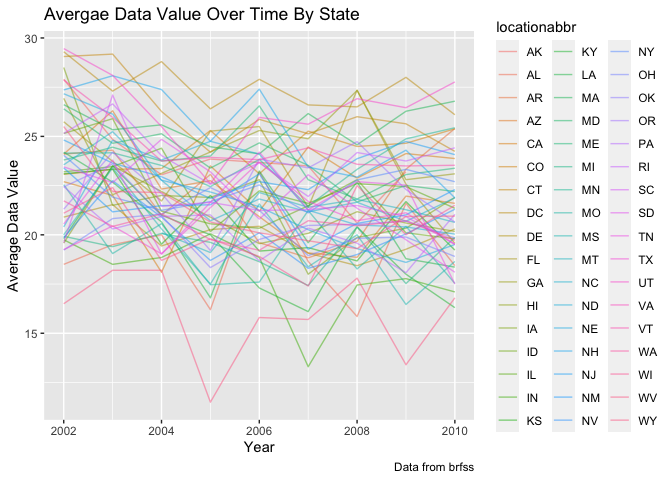 Avergae Data Value Over Time By State
30
25
20
15
Average Data Value
2002
2004
2006
2008
2010
Year
Data from brfss
locationabbr
AK KY NY
AL LA OH
AR MA OK
AZ MD OR
CA ME PA
CO MI RI
CT MN SC
DC MO SD
DE MS TN
FL MT TX
GA NC UT
HI ND VA
IA NE VT
ID NH WA
IL NJ WI
IN NM WV
KS NV WY